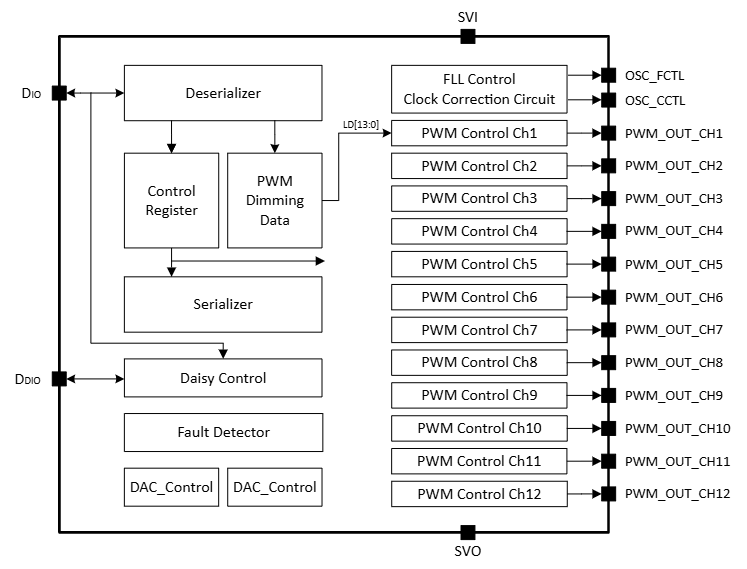 SVI
DIO
Deserializer
FLL Control
Clock Correction Circuit
OSC_FCTL
OSC_CCTL
LD[13:0]
PWM Control Ch1
PWM_OUT_CH1
Control
Register
PWM
Dimming
Data
PWM Control Ch2
PWM_OUT_CH2
PWM Control Ch3
PWM_OUT_CH3
PWM Control Ch4
PWM_OUT_CH4
PWM Control Ch5
PWM_OUT_CH5
Serializer
PWM Control Ch6
PWM_OUT_CH6
PWM Control Ch7
PWM_OUT_CH7
DDIO
Daisy Control
PWM Control Ch8
PWM_OUT_CH8
PWM Control Ch9
PWM_OUT_CH9
Fault Detector
PWM Control Ch10
PWM_OUT_CH10
PWM Control Ch11
PWM_OUT_CH11
DAC_Control
DAC_Control
PWM Control Ch12
PWM_OUT_CH12
SVO